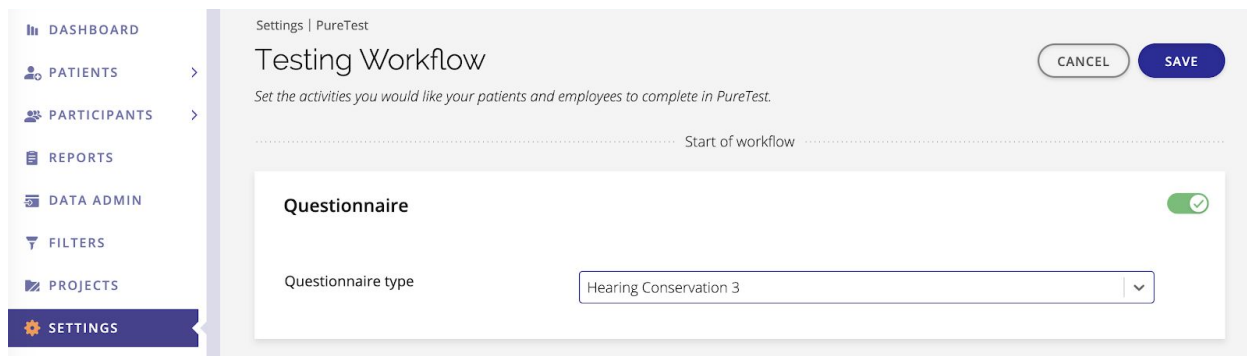 DASHBOARD
PATIENTS
PARTICIPANTS
REPORTS
DATA ADMIN
FILTERS
PROJECTS
SETTINGS
Settings | PureTest
Testing Workflow
CANCEL
SAVE
Set the activities you would like your patients and employees to complete in PureTest.
Start of workflow
Questionnaire
Questionnaire type
Hearing Conservation 3